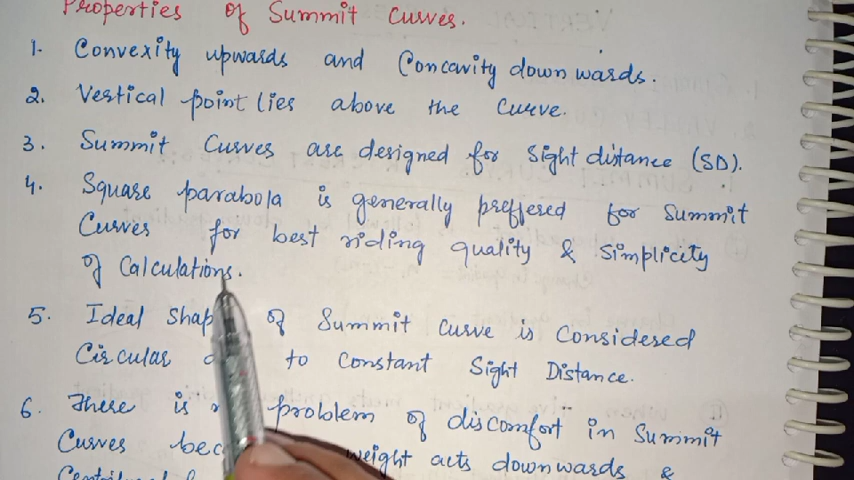 Properties of Summit Curves.
1. Convexity upwards and Concavity downwards.
2. Vertical point lies above the curve.
3. Summit Curves are designed for Sight distance (SD).
4. Square parabola is generally preffered for Summit
Curves for best riding quality & Simplicity
of Calculations.
5. Ideal Shap of Summit Curve is Considered
Circular to Constant Sight Distance.
6. There is problem of discomfort in Summit
Curves bec weight acts downwards &